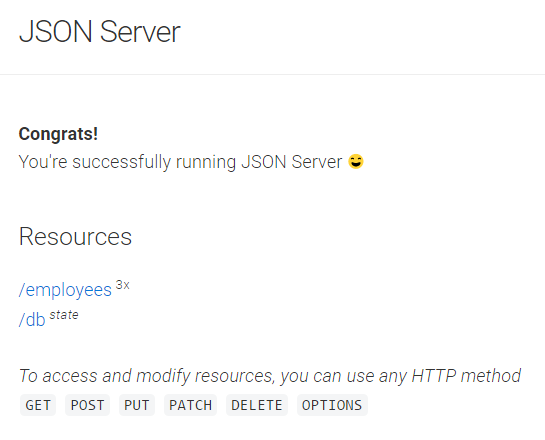 JSON Server
Congrats!
You're successfully running JSON Server 😄
Resources
/employees 3x
/db state
To access and modify resources, you can use any HTTP method
GET POST PUT PATCH DELETE OPTIONS